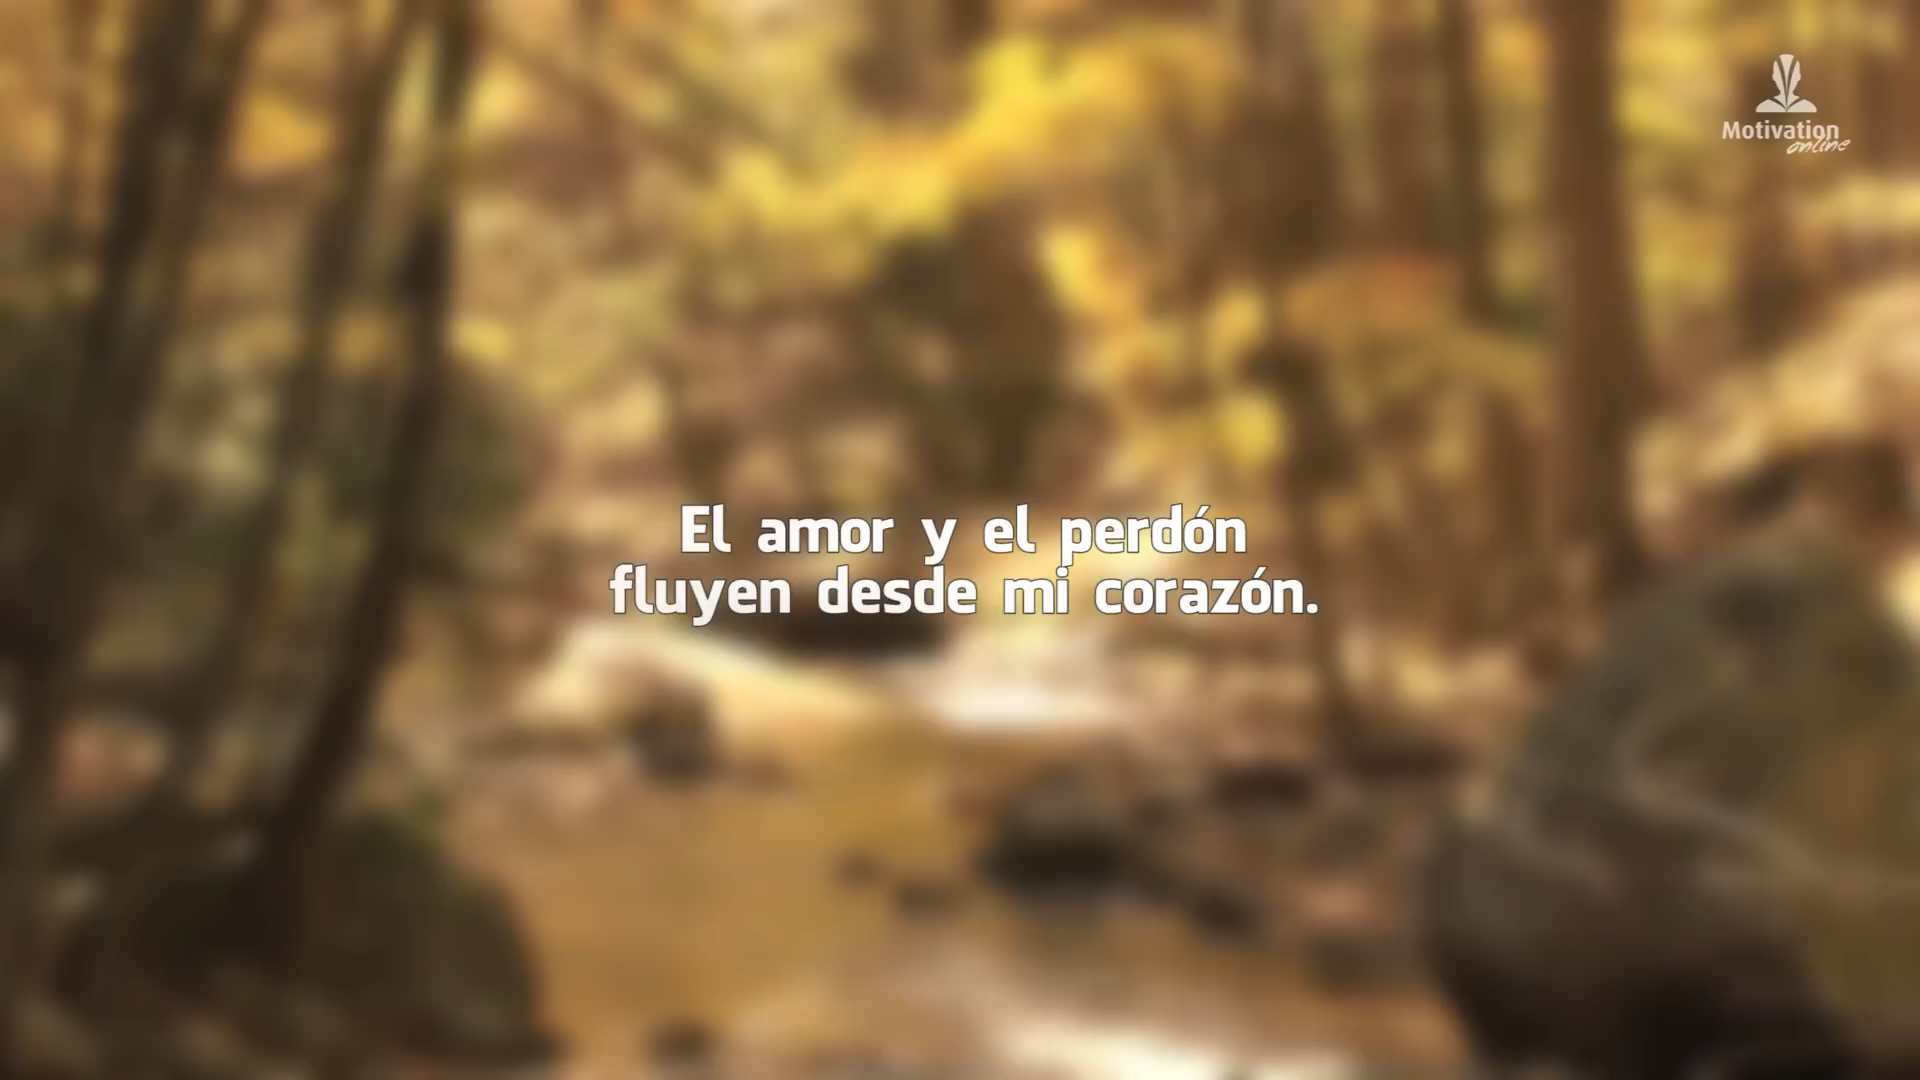 Motivation
online
El amor y el perdón
fluyen desde mi corazón.